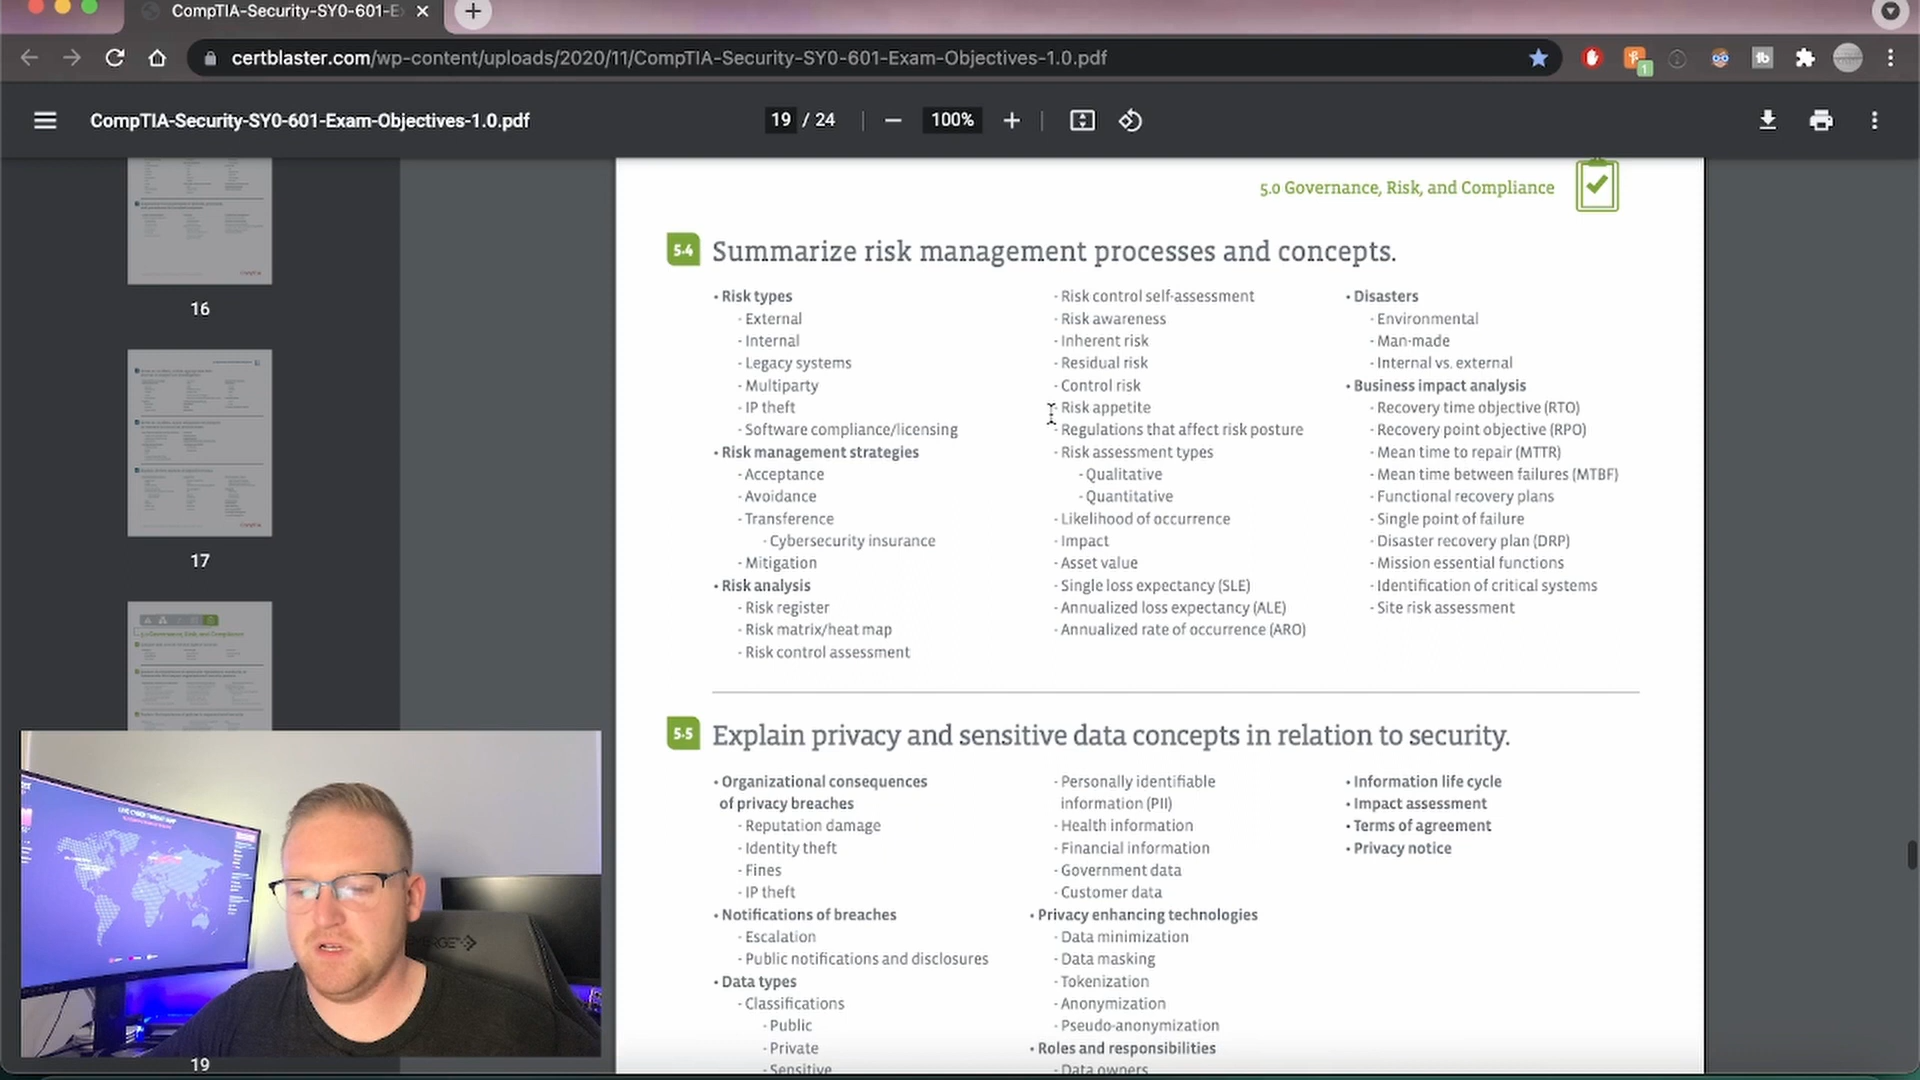 CompTIA-Security-SY0-601-E
certblaster.com/wp-content/uploads/2020/11/CompTIA-Security-SY0-601-Exam-Objectives-1.0.pdf
1
CompTIA-Security-SY0-601-Exam-Objectives-1.0.pdf
19 / 24
100%
16
17
19
5.0 Governance, Risk, and Compliance
5.4 Summarize risk management processes and concepts.
• Risk types
- External
- Internal
- Legacy systems
- Multiparty
- IP theft
- Software compliance/licensing
• Risk management strategies
- Acceptance
- Avoidance
- Transference
- Cybersecurity insurance
- Mitigation
• Risk analysis
- Risk register
- Risk matrix/heat map
- Risk control assessment
- Risk control self-assessment
- Risk awareness
- Inherent risk
- Residual risk
- Control risk
- Risk appetite
- Regulations that affect risk posture
- Risk assessment types
- Qualitative
- Quantitative
- Likelihood of occurrence
- Impact
- Asset value
- Single loss expectancy (SLE)
- Annualized loss expectancy (ALE)
- Annualized rate of occurrence (ARO)
• Disasters
- Environmental
- Man-made
- Internal vs. external
• Business impact analysis
- Recovery time objective (RTO)
- Recovery point objective (RPO)
- Mean time to repair (MTTR)
- Mean time between failures (MTBF)
- Functional recovery plans
- Single point of failure
- Disaster recovery plan (DRP)
- Mission essential functions
- Identification of critical systems
- Site risk assessment
5.5 Explain privacy and sensitive data concepts in relation to security.
• Organizational consequences
of privacy breaches
- Reputation damage
- Identity theft
- Fines
- IP theft
• Notifications of breaches
- Escalation
- Public notifications and disclosures
• Data types
- Classifications
- Public
- Private
- Sensitive
- Personally identifiable
information (PII)
- Health information
- Financial information
- Government data
- Customer data
• Privacy enhancing technologies
- Data minimization
- Data masking
- Tokenization
- Anonymization
- Pseudo-anonymization
• Roles and responsibilities
- Data owners
• Information life cycle
• Impact assessment
• Terms of agreement
• Privacy notice